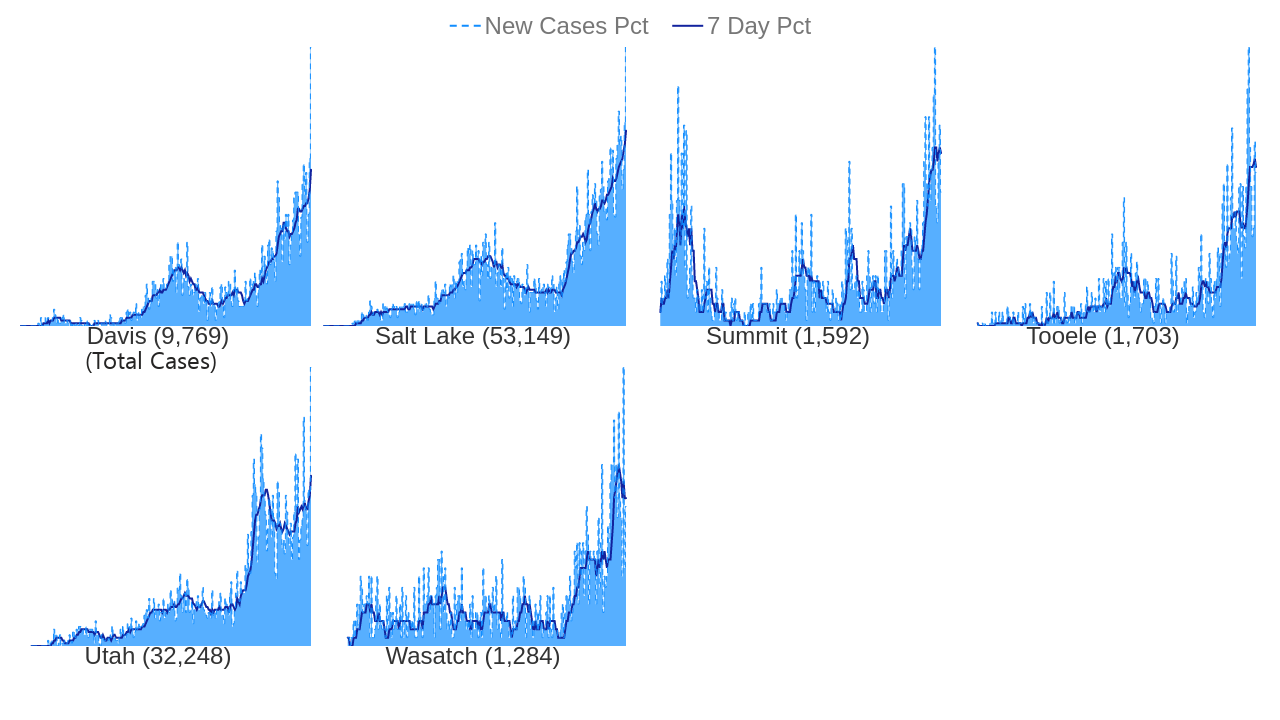 New Cases Pct 7 Day Pct
Davis (9,769)
(Total Cases)
Salt Lake (53,149)
Summit (1,592)
Tooele (1,703)
Utah (32,248)
Wasatch (1,284)